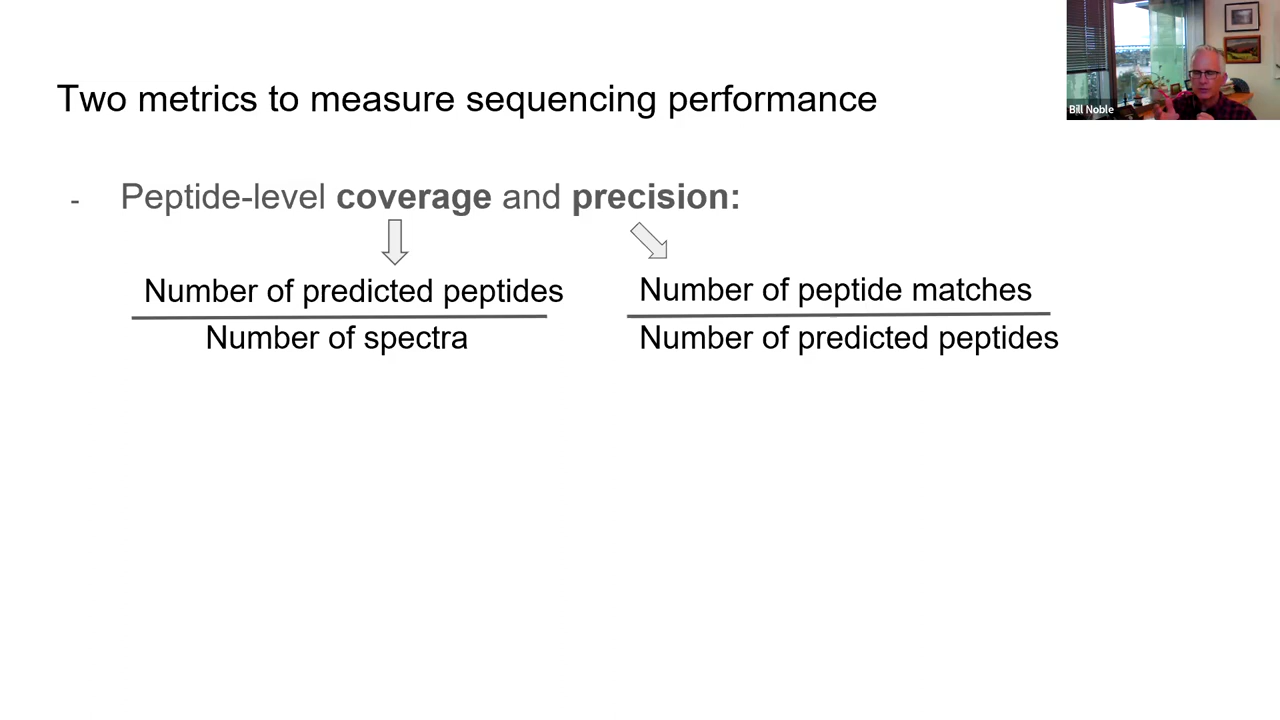 Two metrics to measure sequencing performance
Bill Noble
- Peptide-level coverage and precision:
Number of predicted peptides
Number of spectra
Number of peptide matches
Number of predicted peptides